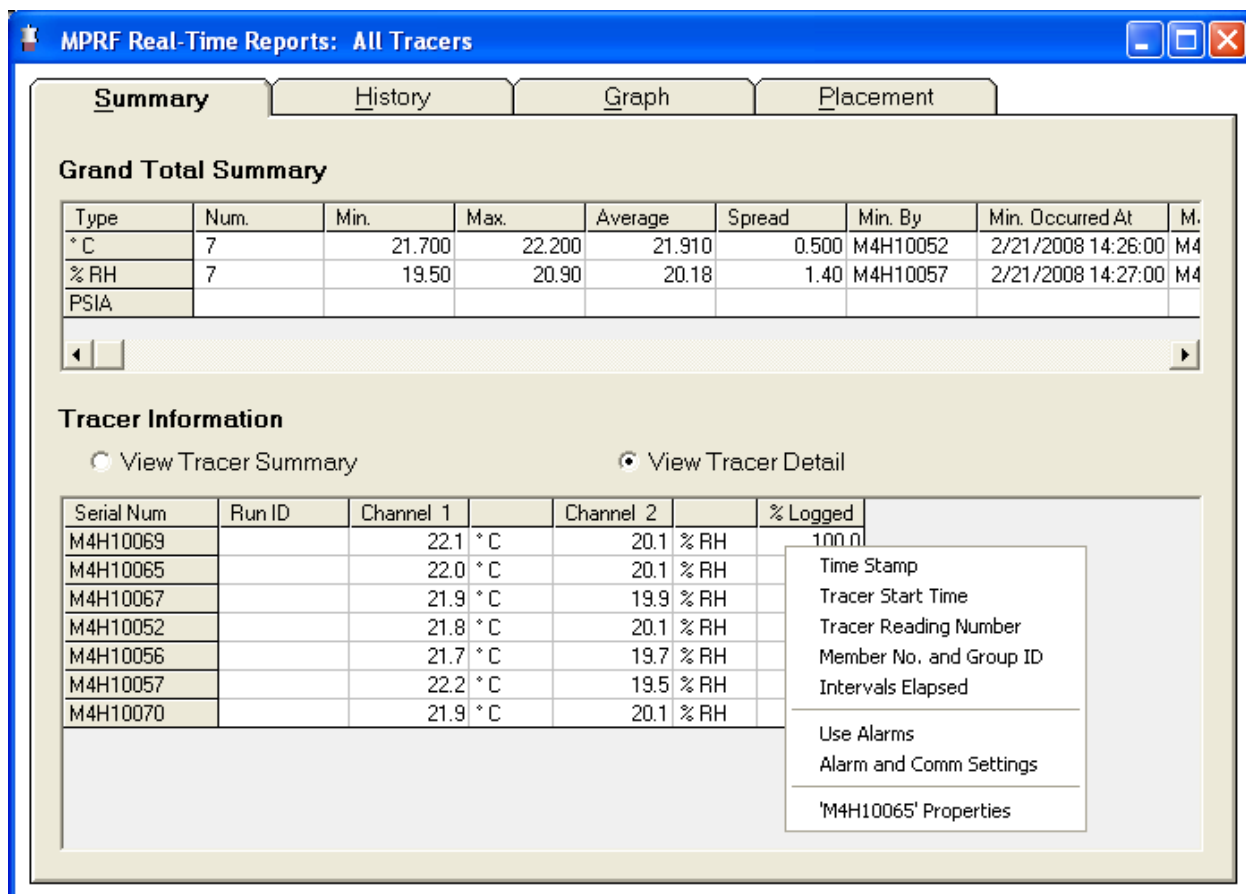 MPRF Real-Time Reports: All Tracers
Summary History Graph Placement
Grand Total Summary
Type Num. Min. Max. Average Spread Min. By Min. Occurred At M
° C 7 21.700 22.200 21.910 0.500 M4H10052 2/21/2008 14:26:00 M4
% RH 7 19.50 20.90 20.18 1.40 M4H10057 2/21/2008 14:27:00 M4
PSIA
Tracer Information
View Tracer Summary View Tracer Detail
Serial Num Run ID Channel 1 Channel 2 % Logged
M4H10069 22.1 ° C 20.1 % RH 100.0
M4H10065 22.0 ° C 20.1 % RH
M4H10067 21.9 ° C 19.9 % RH
M4H10052 21.8 ° C 20.1 % RH
M4H10056 21.7 ° C 19.7 % RH
M4H10057 22.2 ° C 19.5 % RH
M4H10070 21.9 ° C 20.1 % RH
Time Stamp
Tracer Start Time
Tracer Reading Number
Member No. and Group ID
Intervals Elapsed
Use Alarms
Alarm and Comm Settings
'M4H10065' Properties